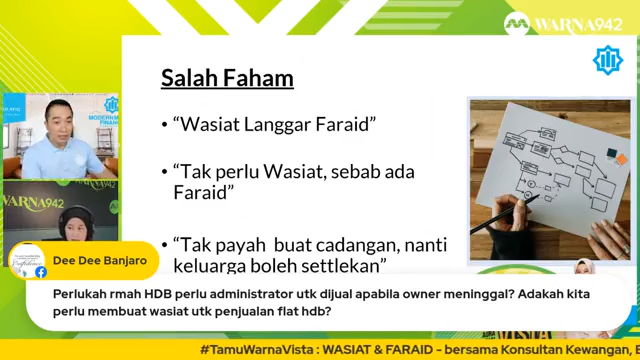 WARNA942
Salah Faham
• "Wasiat Langgar Faraid"
• "Tak perlu Wasiat, sebab ada
Faraid"
• "Tak payah buat cadangan, nanti
keluarga boleh settlekan"
WARNA942
Dee Dee Banjaro
Perlukah rmah HDB perlu administrator utk dijual apabila owner meninggal? Adakah kita
perlu membuat wasiat utk penjualan flat hdb?
#TamuWarnaVista : WASIAT & FARAID - bersama Konsultan Kewangan,